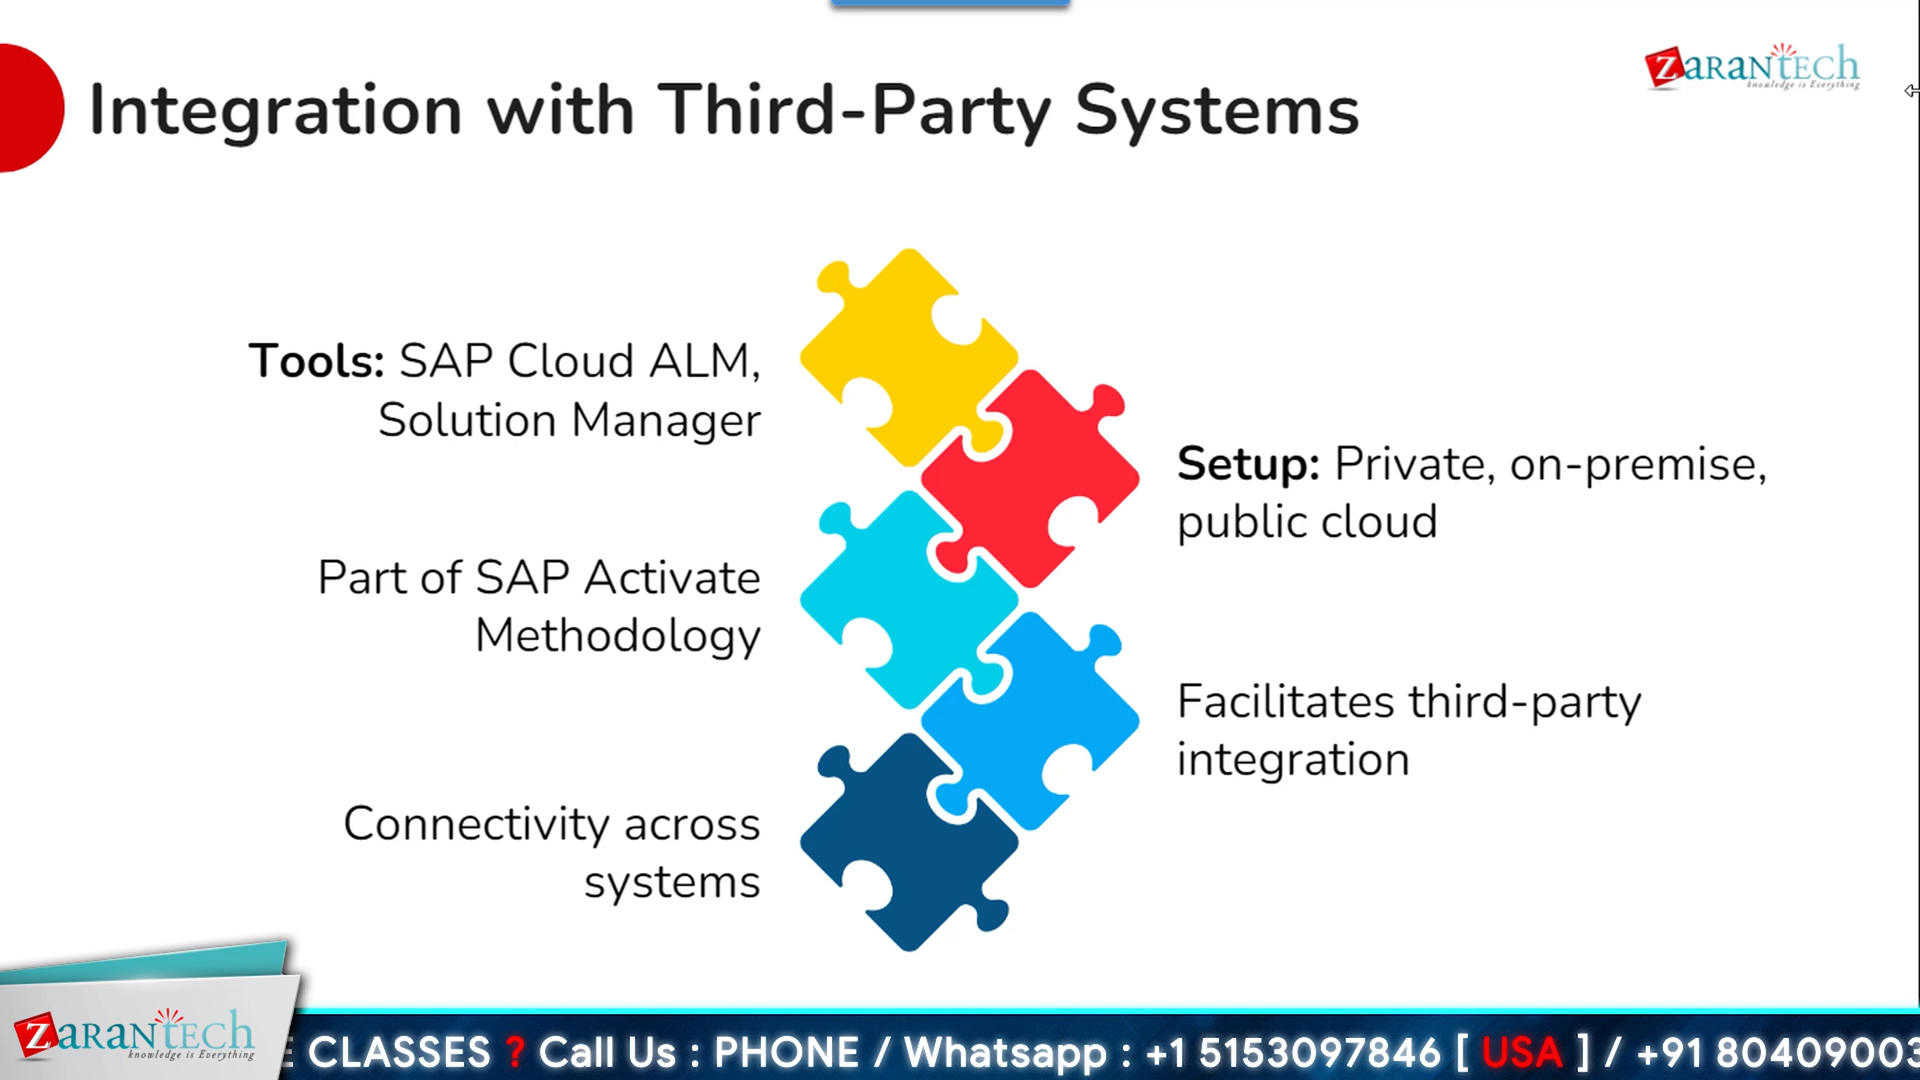 Integration with Third-Party Systems
ZARANTECH
knowledge is Everything
Tools: SAP Cloud ALM,
Solution Manager
Setup: Private, on-premise,
public cloud
Part of SAP Activate
Methodology
Facilitates third-party
integration
Connectivity across
systems
ZARANTECH
knowledge is Everything
E CLASSES ? Call Us : PHONE / Whatsapp : +1 5153097846 [ USA ] / +91 80409003